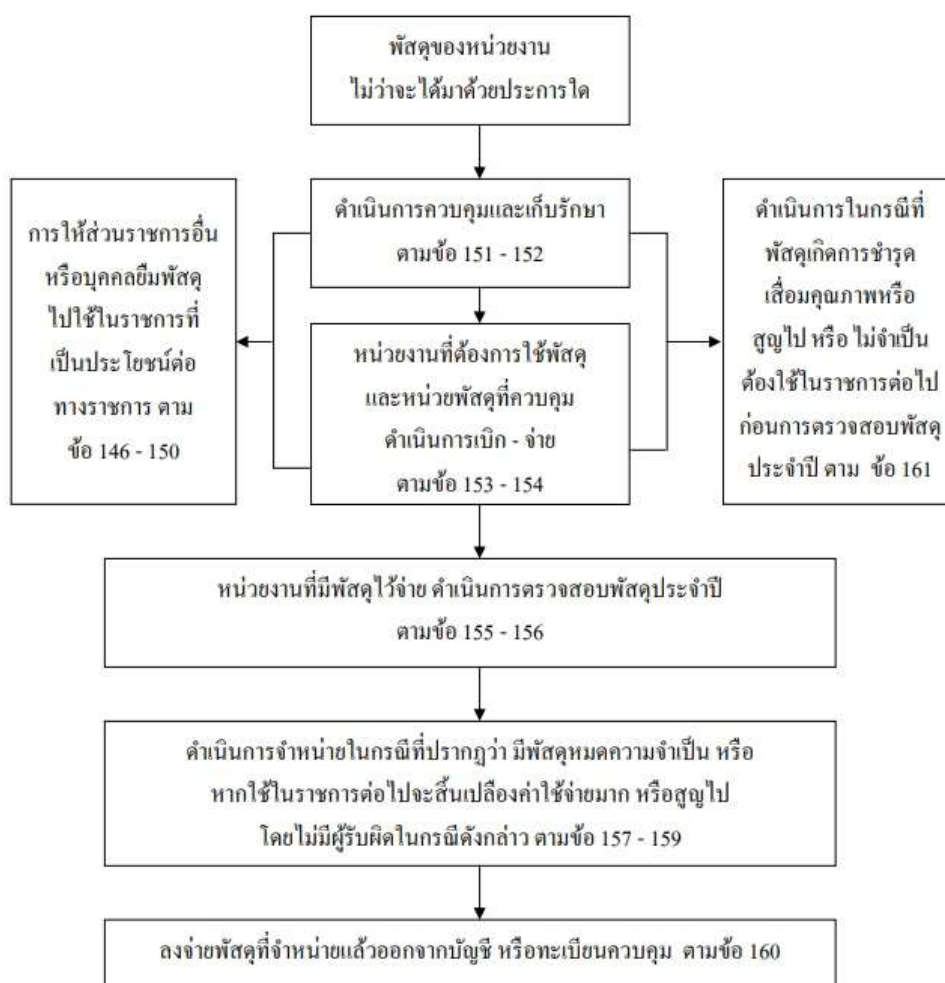 พัสดุของหน่วยงาน
ไม่ว่าจะได้มาด้วยประการใด
ดำเนินการควบคุมและเก็บรักษา
ตามข้อ 151 - 152
การให้ส่วนราชการอื่น
หรือบุคคลยืมพัสดุ
ไปใช้ในราชการที่
เป็นประโยชน์ต่อ
ทางราชการ ตาม
ข้อ 146 - 150
หน่วยงานที่ต้องการใช้พัสดุ
และหน่วยพัสดุที่ควบคุม
ดำเนินการเบิก - จ่าย
ตามข้อ 153 - 154
ดำเนินการในกรณีที่
พัสดุเกิดการชำรุด
เสื่อมคุณภาพหรือ
สูญไป หรือ ไม่จำเป็น
ต้องใช้ในราชการต่อไป
ก่อนการตรวจสอบพัสดุ
ประจำปี ตาม ข้อ 161
หน่วยงานที่มีพัสดุไว้จ่าย ดำเนินการตรวจสอบพัสดุประจำปี
ตามข้อ 155 - 156
ดำเนินการจำหน่ายในกรณีที่ปรากฏว่า มีพัสดุหมดความจำเป็น หรือ
หากใช้ในราชการต่อไปจะสิ้นเปลืองค่าใช้จ่ายมาก หรือสูญไป
โดยไม่มีผู้รับผิดในกรณีดังกล่าว ตามข้อ 157 - 159
ลงจ่ายพัสดุที่จำหน่ายแล้วออกจากบัญชี หรือทะเบียนควบคุม ตามข้อ 160